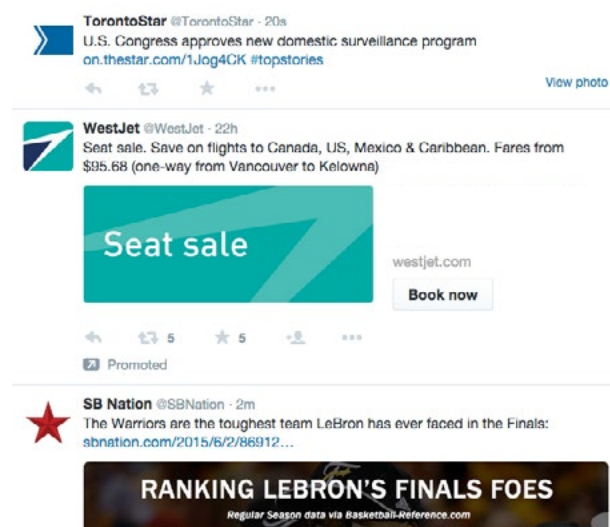 TorontoStar @TorontoStar · 20s
U.S. Congress approves new domestic surveillance program
on.thestar.com/1Jog4CK #topstories
View photo
WestJet @WestJet · 22h
Seat sale. Save on flights to Canada, US, Mexico & Caribbean. Fares from
$95.68 (one-way from Vancouver to Kelowna)
Seat sale
westjet.com
Book now
5 5
Promoted
SB Nation @SBNation · 2m
The Warriors are the toughest team LeBron has ever faced in the Finals:
sbnation.com/2015/6/2/86912...
RANKING LEBRON'S FINALS FOES
Regular Season data via Basketball-Reference.com